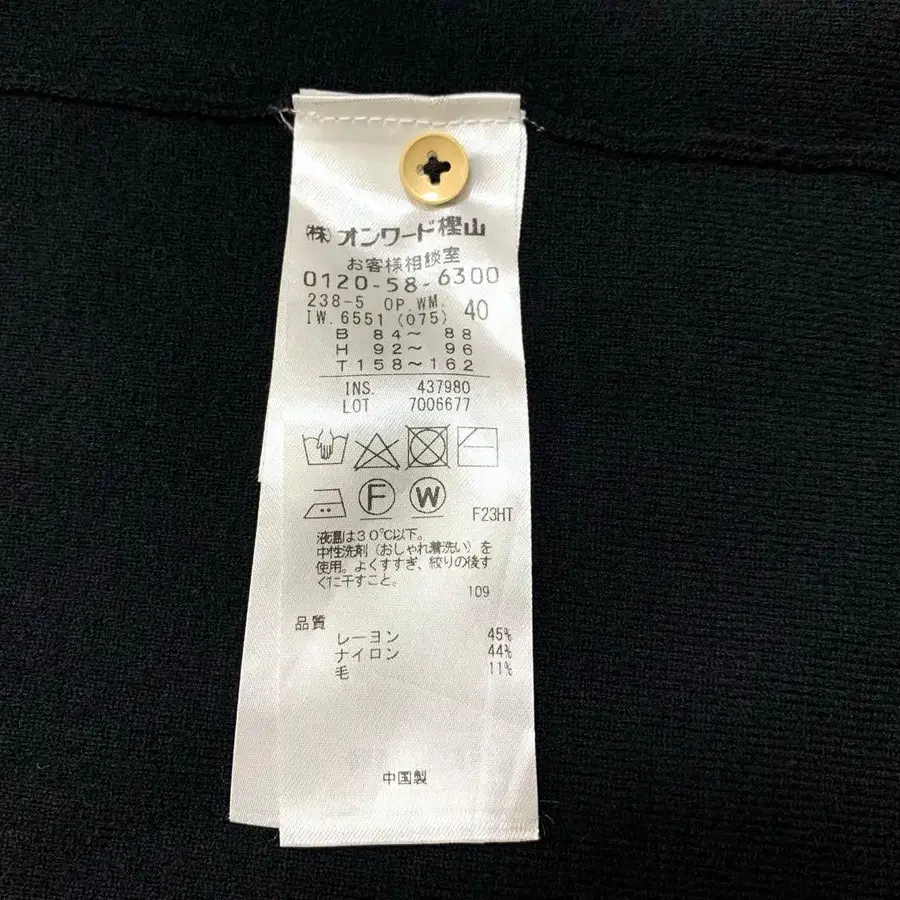 (株)オンワード樫山
お客様相談室
0120-58-6300
238-5 OP.WM.
IW.6551 (075) 40
B 84～ 88
H 92～ 96
T158～162
INS. 437980
LOT 7006677
F W
F23HT
液温は30℃以下。
中性洗剤（おしゃれ着洗い）を
使用。よくすすぎ、絞りの後す
ぐに干すこと。
109
品質
レーヨン 45%
ナイロン 44%
毛 11%
中国製